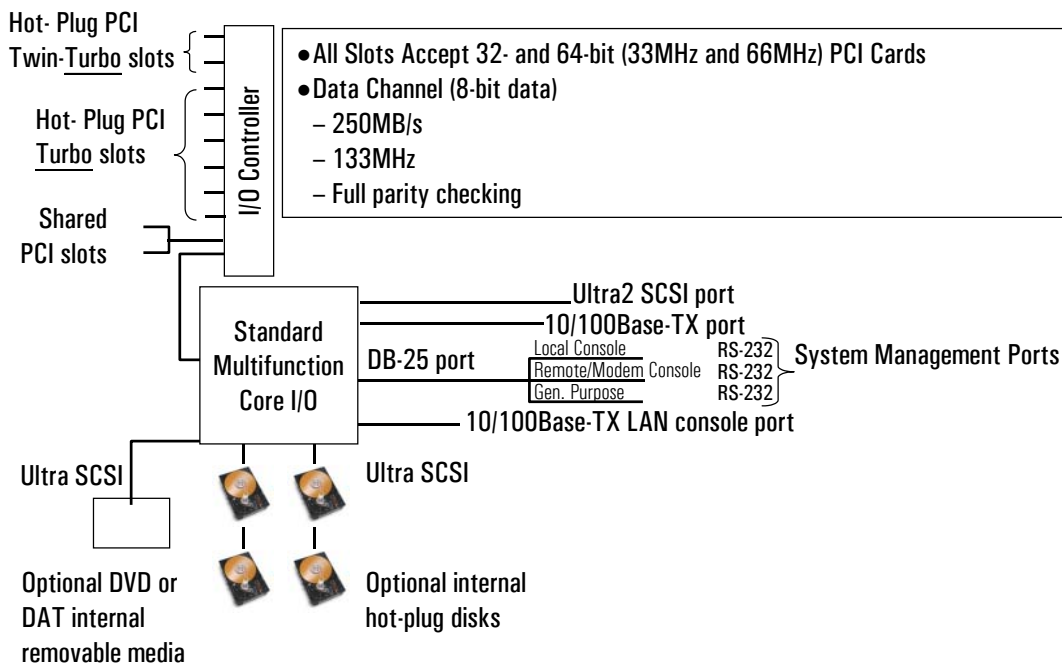 Hot- Plug PCI
Twin-Turbo slots
Hot- Plug PCI
Turbo slots
Shared
PCI slots
I/O Controller
●All Slots Accept 32- and 64-bit (33MHz and 66MHz) PCI Cards
●Data Channel (8-bit data)
– 250MB/s
– 133MHz
– Full parity checking
Standard
Multifunction
Core I/O
Ultra2 SCSI port
10/100Base-TX port
DB-25 port
Local Console RS-232
Remote/Modem Console RS-232
Gen. Purpose RS-232
System Management Ports
10/100Base-TX LAN console port
Ultra SCSI
Ultra SCSI
Optional DVD or
DAT internal
removable media
Optional internal
hot-plug disks